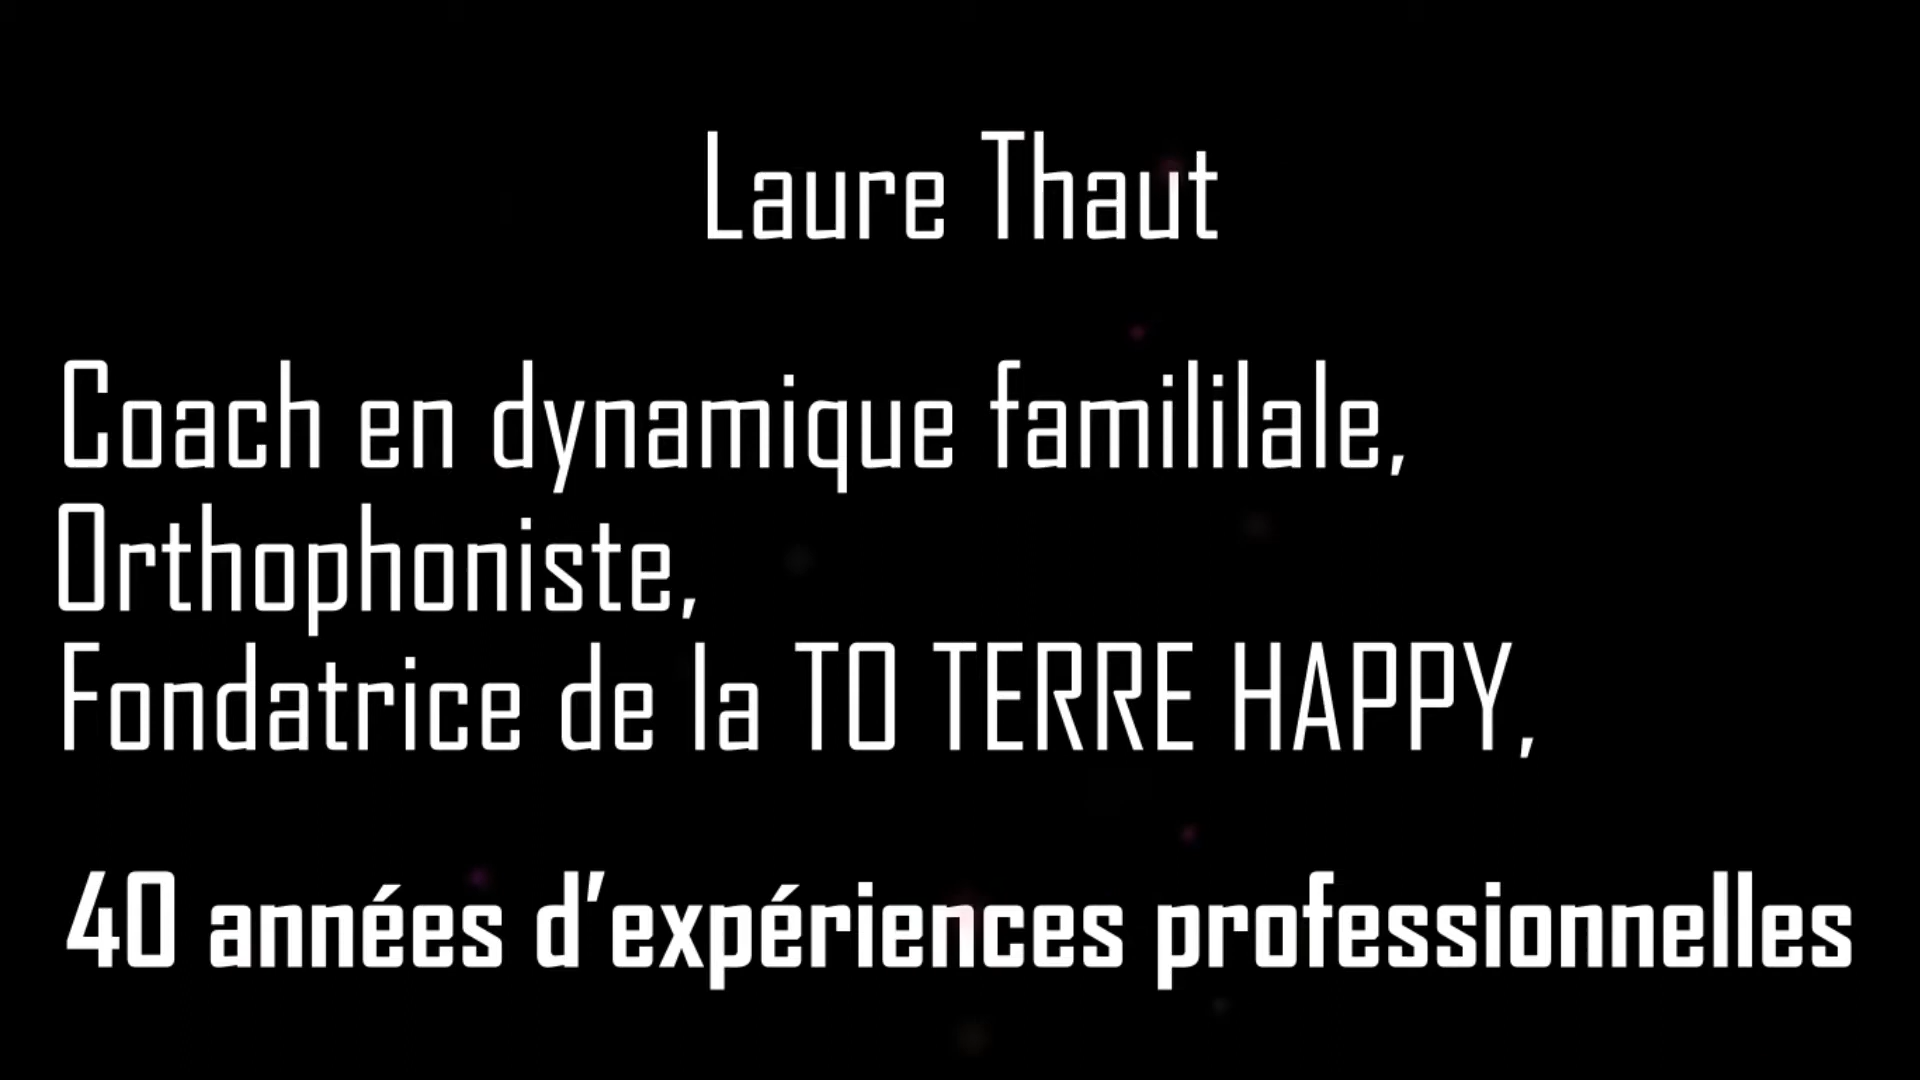 Laure Thaut
Coach en dynamique famililale,
Orthophoniste,
Fondatrice de la TO TERRE HAPPY,
40 années d’expériences professionnelles